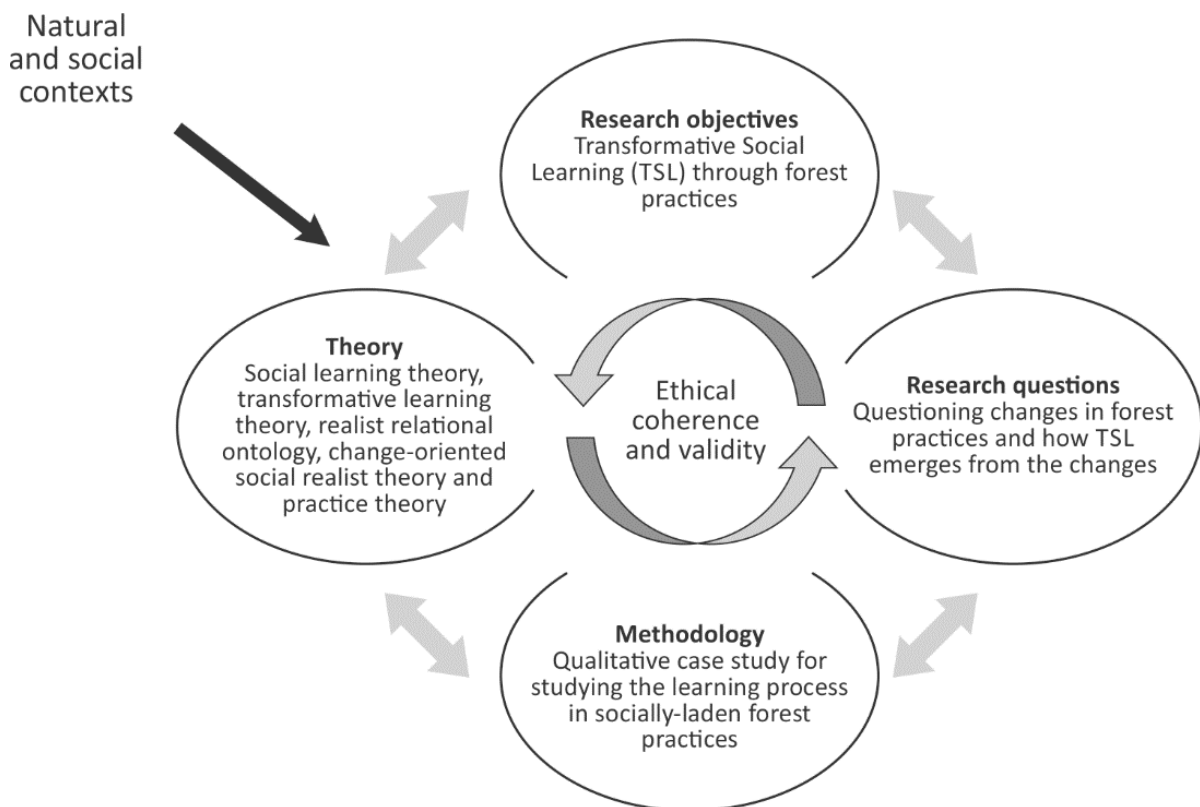 Natural
and social
contexts
Research objectives
Transformative Social
Learning (TSL) through forest
practices
Theory
Social learning theory,
transformative learning
theory, realist relational
ontology, change-oriented
social realist theory and
practice theory
Ethical
coherence
and validity
Research questions
Questioning changes in forest
practices and how TSL
emerges from the changes
Methodology
Qualitative case study for
studying the learning process
in socially-laden forest
practices